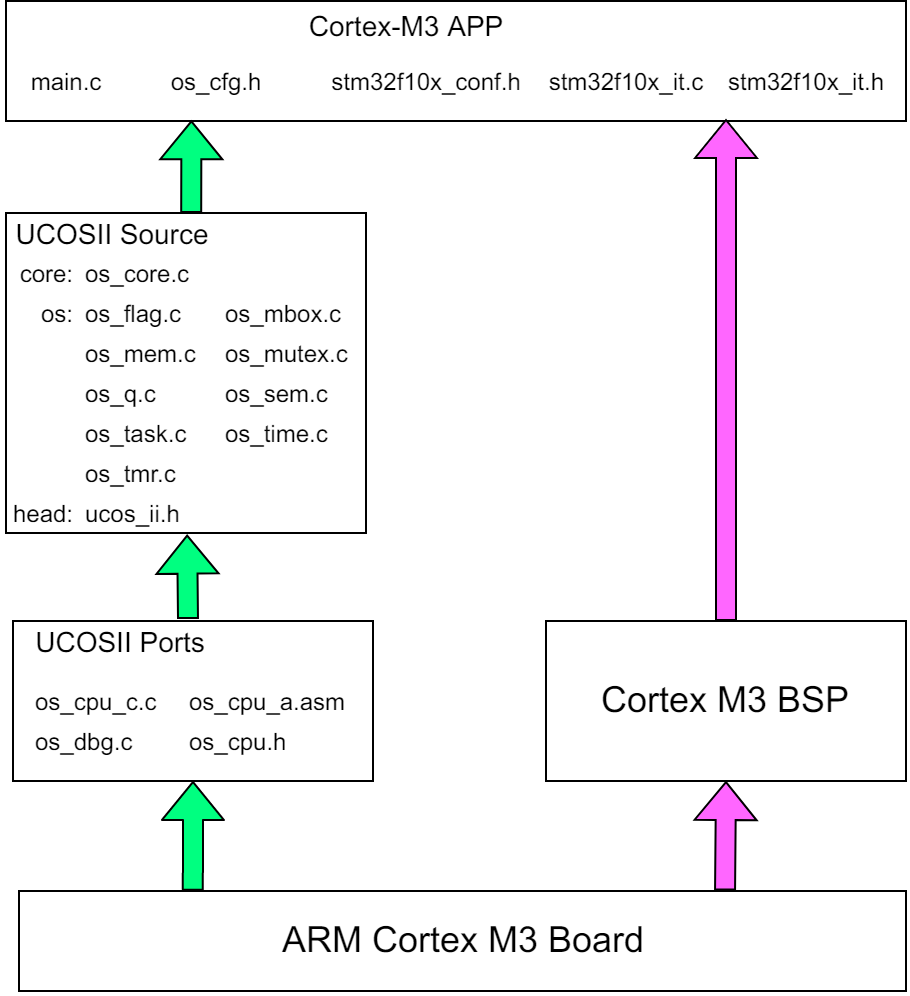 Cortex-M3 APP
main.c os_cfg.h stm32f10x_conf.h stm32f10x_it.c stm32f10x_it.h
UCOSII Source
core: os_core.c
os: os_flag.c os_mbox.c
os_mem.c os_mutex.c
os_q.c os_sem.c
os_task.c os_time.c
os_tmr.c
head: ucos_ii.h
UCOSII Ports
os_cpu_c.c os_cpu_a.asm
os_dbg.c os_cpu.h
Cortex M3 BSP
ARM Cortex M3 Board